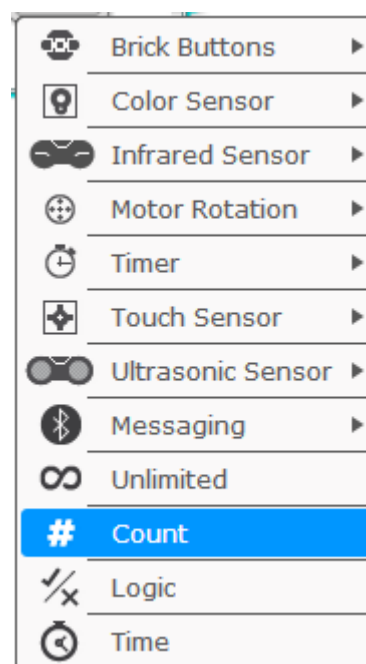 Brick Buttons
Color Sensor
Infrared Sensor
Motor Rotation
Timer
Touch Sensor
Ultrasonic Sensor
Messaging
Unlimited
# Count
Logic
Time